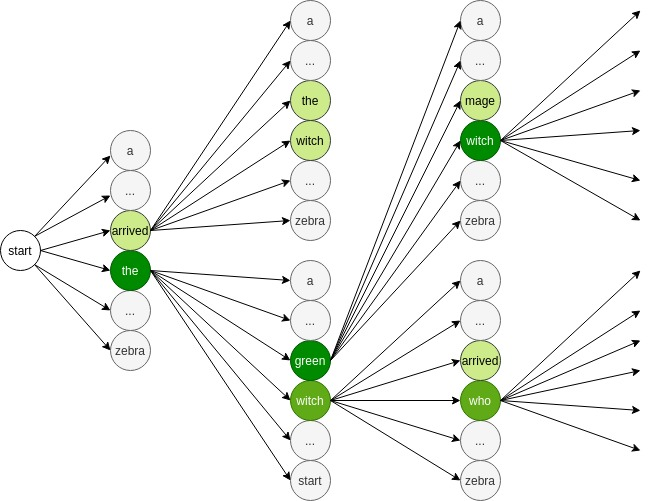 start
a
...
arrived
the
...
zebra
a
...
the
witch
...
zebra
a
...
green
witch
...
start
a
...
mage
witch
...
zebra
a
...
arrived
who
...
zebra